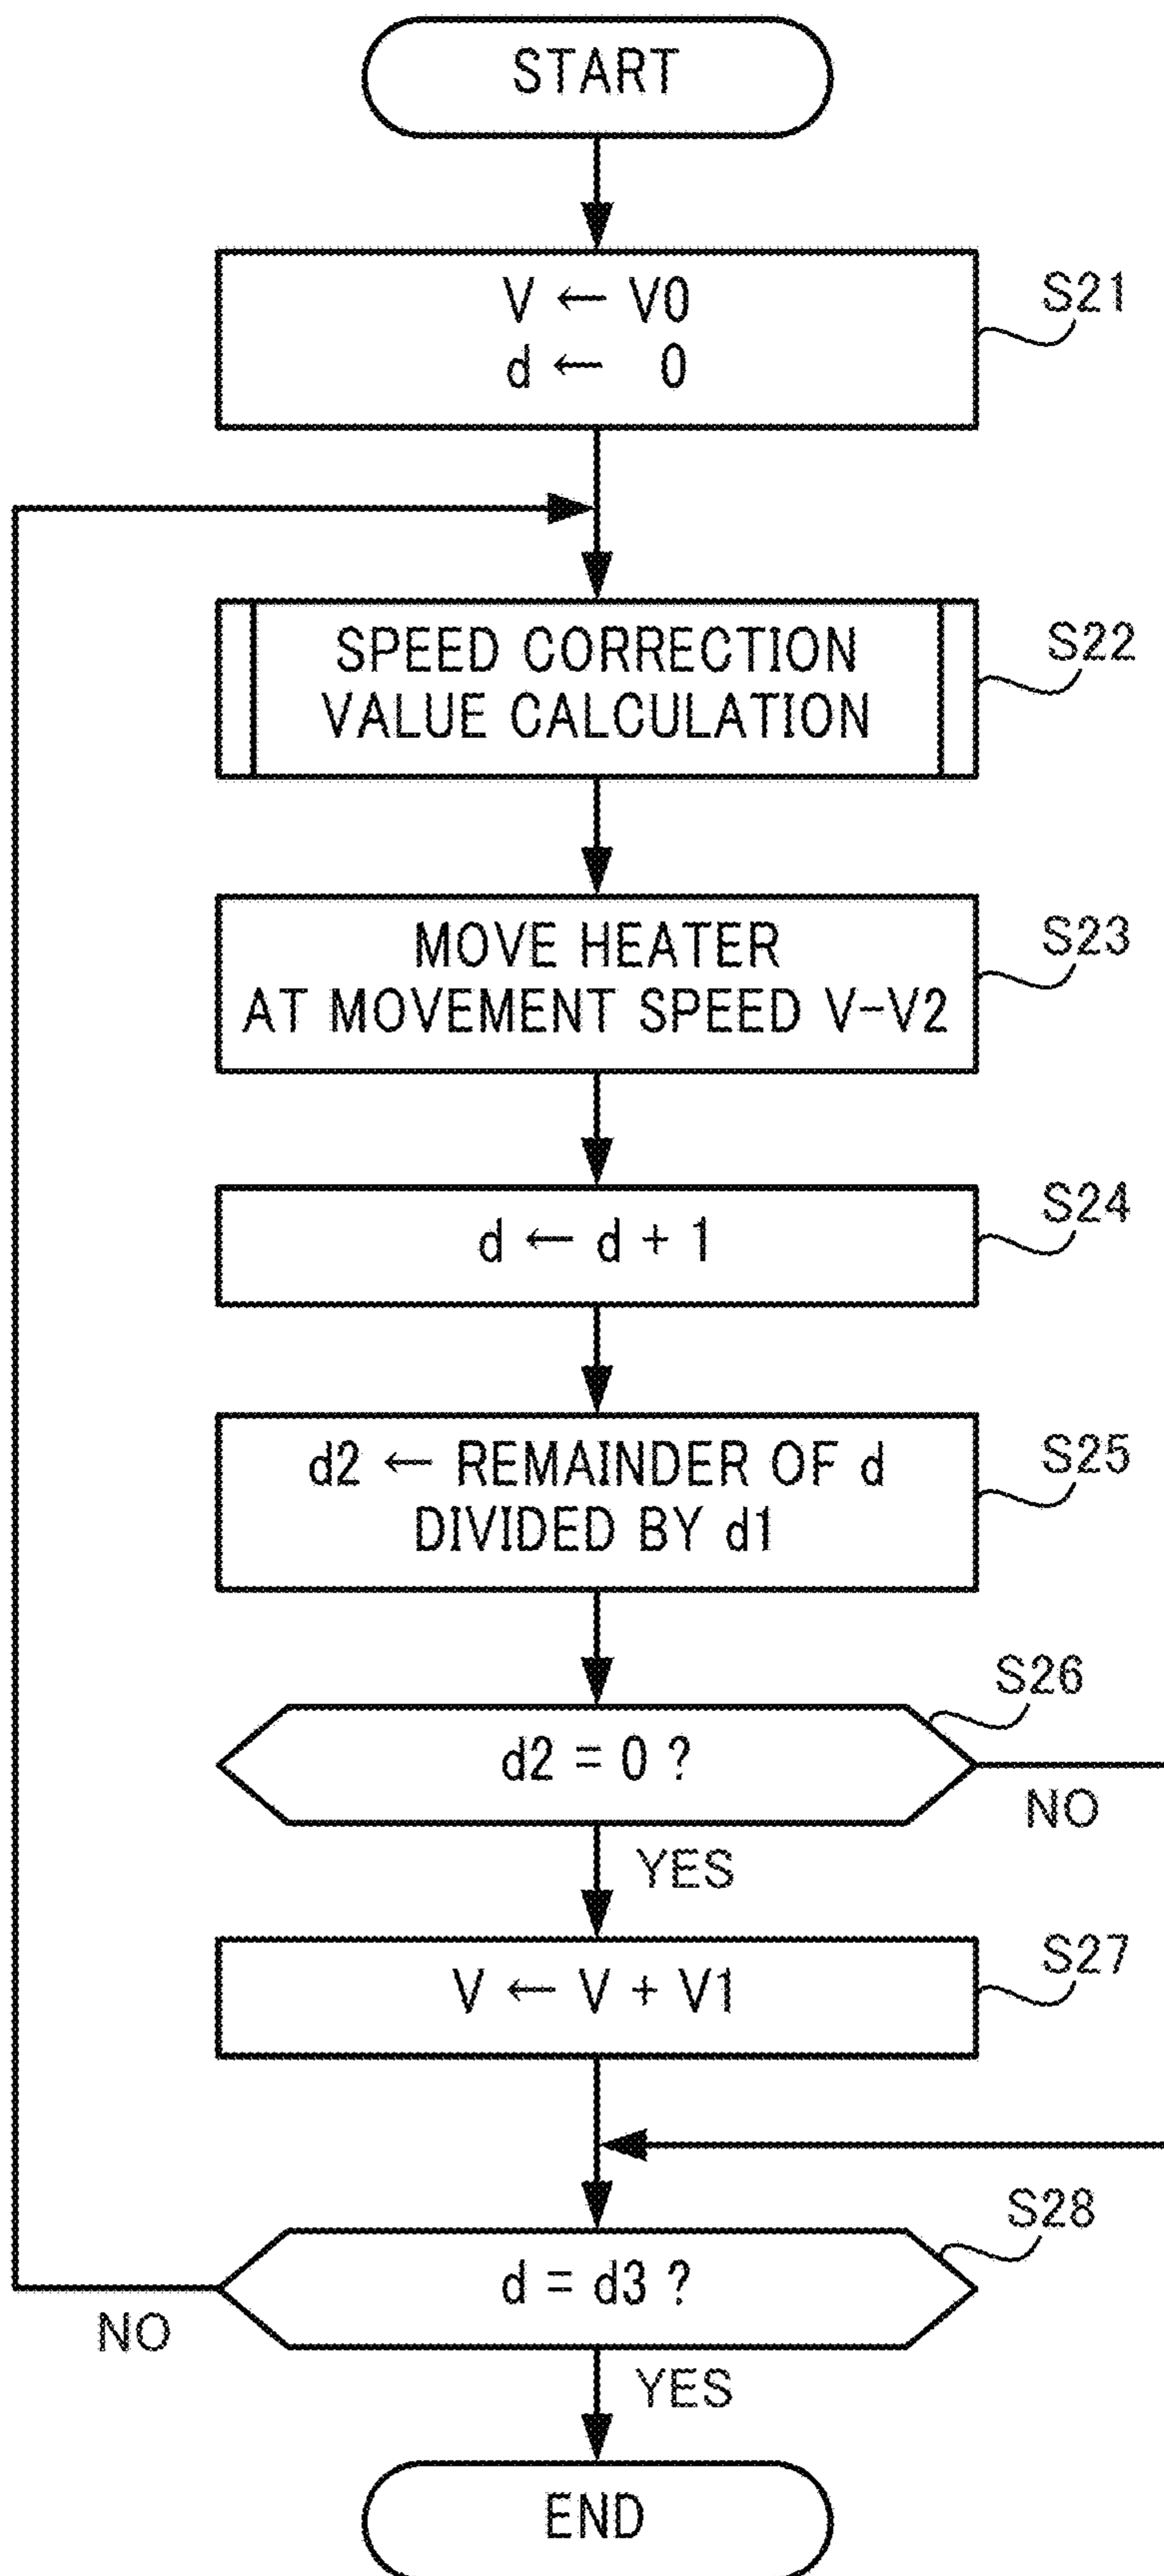 START
V ← V0
d ← 0
S21
SPEED CORRECTION
VALUE CALCULATION
S22
MOVE HEATER
AT MOVEMENT SPEED V-V2
S23
d ← d + 1
S24
d2 ← REMAINDER OF d
DIVIDED BY d1
S25
d2 = 0 ?
S26
NO
YES
V ← V + V1
S27
d = d3 ?
S28
NO
YES
END